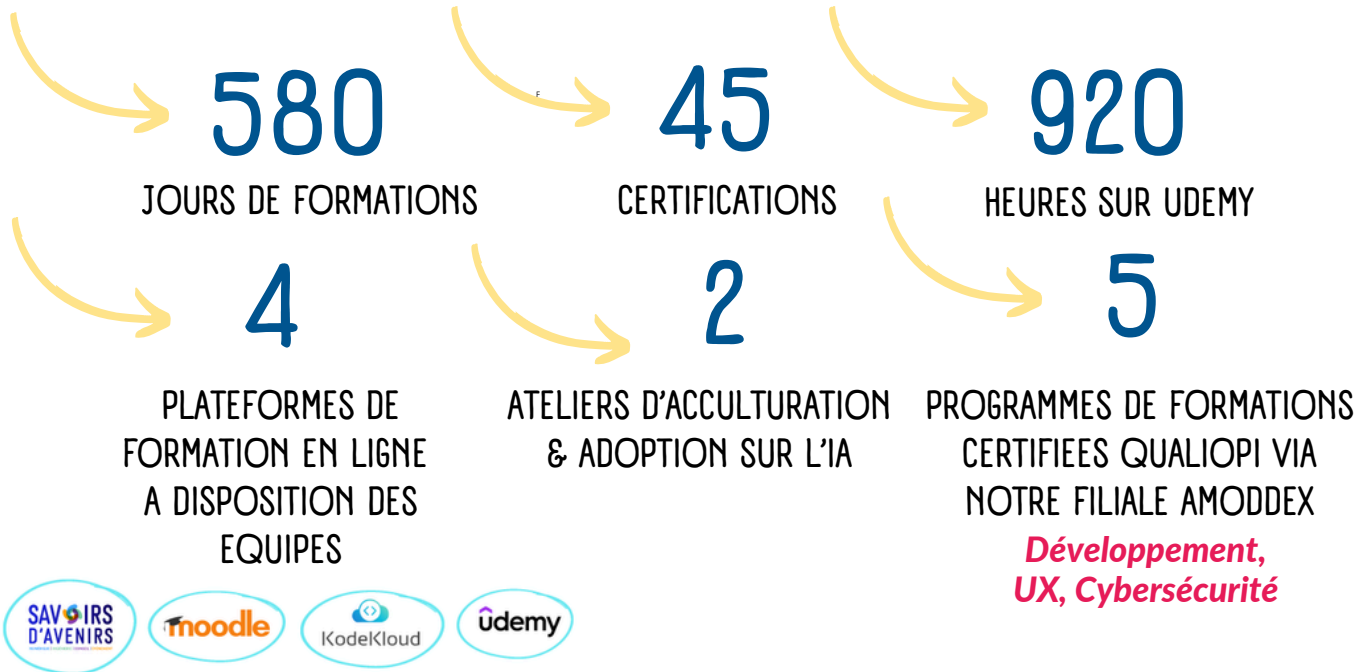 580
JOURS DE FORMATIONS
F
45
CERTIFICATIONS
920
HEURES SUR UDEMY
4
PLATEFORMES DE
FORMATION EN LIGNE
A DISPOSITION DES
EQUIPES
2
ATELIERS D'ACCULTURATION
& ADOPTION SUR L'IA
5
PROGRAMMES DE FORMATIONS
CERTIFIEES QUALIOPI VIA
NOTRE FILIALE AMODDEX
Développement,
UX, Cybersécurité
SAVOIRS
D'AVENIRS
moodle
KodeKloud
ûdemy